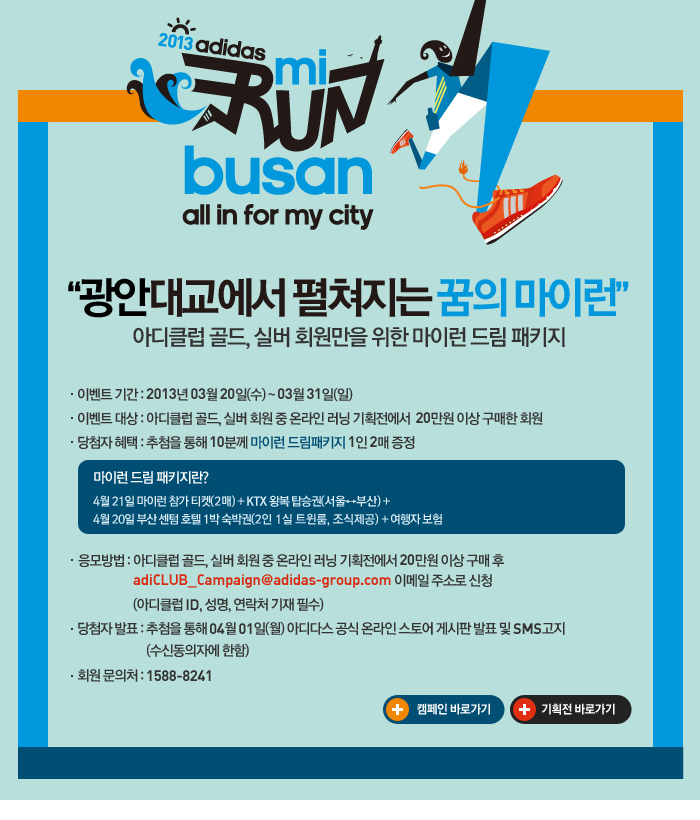 2013 adidas
mi
RUN
busan
all in for my city
“광안대교에서 펼쳐지는 꿈의 마이런”
아디클럽 골드, 실버 회원만을 위한 마이런 드림 패키지
· 이벤트 기간 : 2013년 03월 20일(수) ~ 03월 31일(일)
· 이벤트 대상 : 아디클럽 골드, 실버 회원 중 온라인 러닝 기획전에서 20만원 이상 구매한 회원
· 당첨자 혜택 : 추첨을 통해 10분께 마이런 드림패키지 1인 2매 증정
마이런 드림 패키지란?
4월 21일 마이런 참가 티켓(2매) + KTX 왕복 탑승권(서울↔부산) +
4월 20일 부산 센텀 호텔 1박 숙박권(2인 1실 트윈룸, 조식제공) + 여행자 보험
· 응모방법 : 아디클럽 골드, 실버 회원 중 온라인 러닝 기획전에서 20만원 이상 구매 후
adiCLUB_Campaign@adidas-group.com 이메일 주소로 신청
(아디클럽 ID, 성명, 연락처 기재 필수)
· 당첨자 발표 : 추첨을 통해 04월 01일(월) 아디다스 공식 온라인 스토어 게시판 발표 및 SMS고지
(수신동의자에 한함)
· 회원 문의처 : 1588-8241
캠페인 바로가기
기획전 바로가기